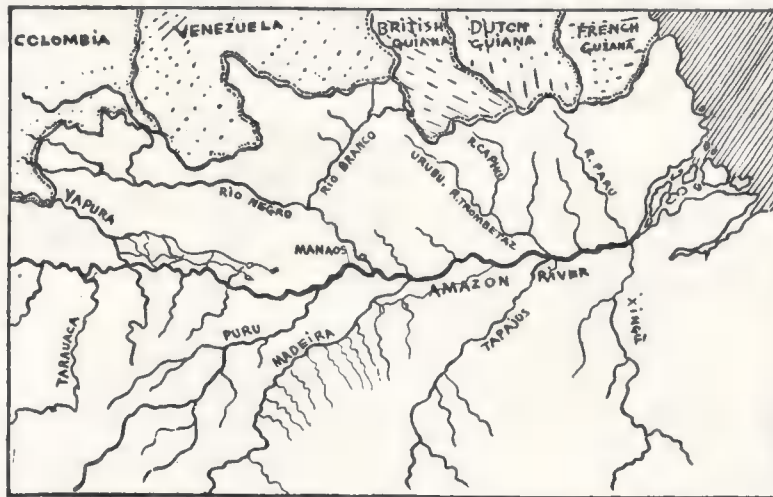 COLOMBIA
VENEZUELA
BRITISH
GUIANA
DUTCH
GUIANA
FRENCH
GUIANA
RIO BRANCO
URUBU. R. TROMBETAZ
R. CAPHU
R. PARU
YAPURA
RIO NEGRO
MANAOS
AMAZON RIVER
TARAUACA
PURU
MADEIRA
TAPAJOS
XINGÜ